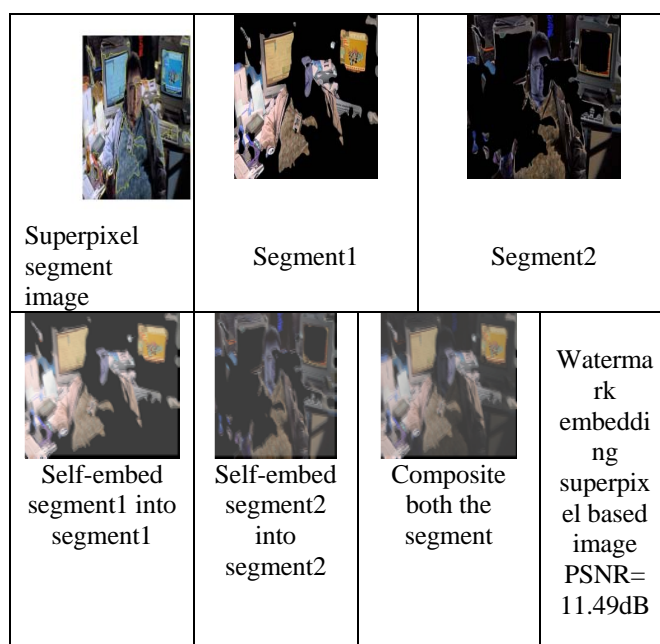 Superpixel
segment
image
Segment1
Segment2
Self-embed
segment1 into
segment1
Self-embed
segment2
into
segment2
Composite
both the
segment
Waterma
rk
embeddi
ng
superpix
el based
image
PSNR=
11.49dB